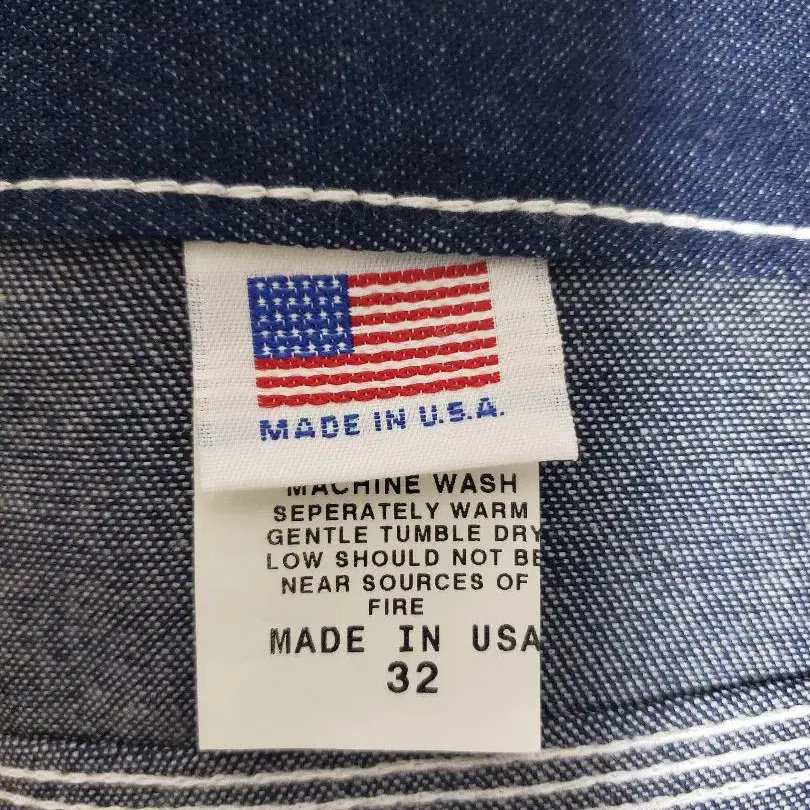 MADE IN U.S.A.
MACHINE WASH
SEPERATELY WARM
GENTLE TUMBLE DRY
LOW SHOULD NOT BE
NEAR SOURCES OF
FIRE
MADE IN USA
32